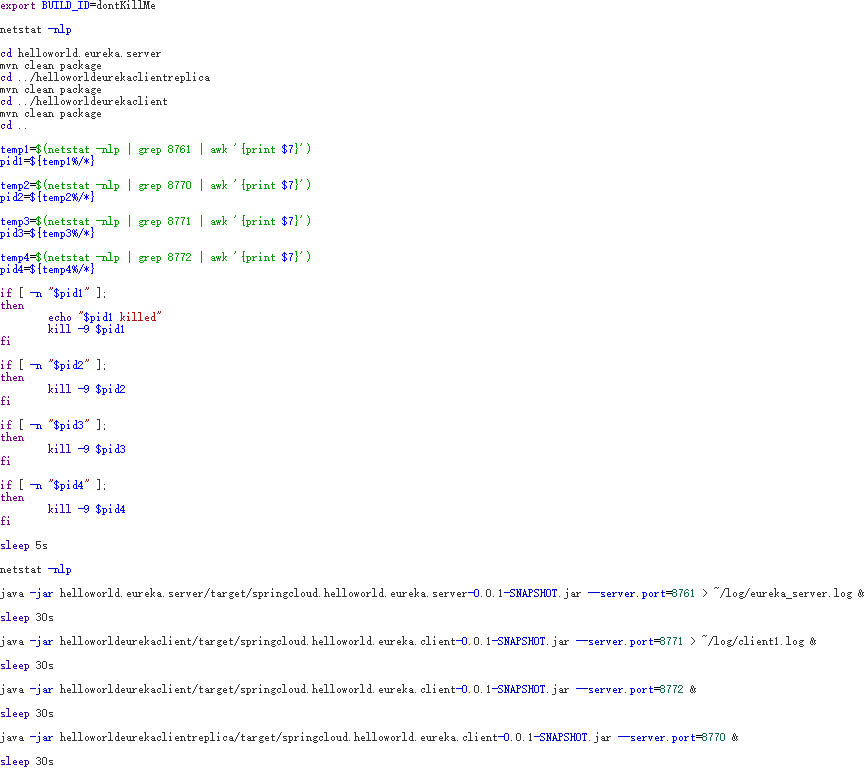 export BUILD_ID=dontKillMe
netstat -nlp
cd helloworld.eureka.server
mvn clean package
cd ../helloworldeurekaclientreplica
mvn clean package
cd ../helloworldeurekaclient
mvn clean package
cd ..
temp1=$(netstat -nlp | grep 8761 | awk '{print $7}')
pid1=${temp1%/*}
temp2=$(netstat -nlp | grep 8770 | awk '{print $7}')
pid2=${temp2%/*}
temp3=$(netstat -nlp | grep 8771 | awk '{print $7}')
pid3=${temp3%/*}
temp4=$(netstat -nlp | grep 8772 | awk '{print $7}')
pid4=${temp4%/*}
if [ -n "$pid1" ];
then
        echo "$pid1 killed"
        kill -9 $pid1
fi
if [ -n "$pid2" ];
then
        kill -9 $pid2
fi
if [ -n "$pid3" ];
then
        kill -9 $pid3
fi
if [ -n "$pid4" ];
then
        kill -9 $pid4
fi
sleep 5s
netstat -nlp
java -jar helloworld.eureka.server/target/springcloud.helloworld.eureka.server-0.0.1-SNAPSHOT.jar --server.port=8761 > ~/log/eureka_server.log &
sleep 30s
java -jar helloworldeurekaclient/target/springcloud.helloworld.eureka.client-0.0.1-SNAPSHOT.jar --server.port=8771 > ~/log/client1.log &
sleep 30s
java -jar helloworldeurekaclient/target/springcloud.helloworld.eureka.client-0.0.1-SNAPSHOT.jar --server.port=8772 &
sleep 30s
java -jar helloworldeurekaclientreplica/target/springcloud.helloworld.eureka.client-0.0.1-SNAPSHOT.jar --server.port=8770 &
sleep 30s